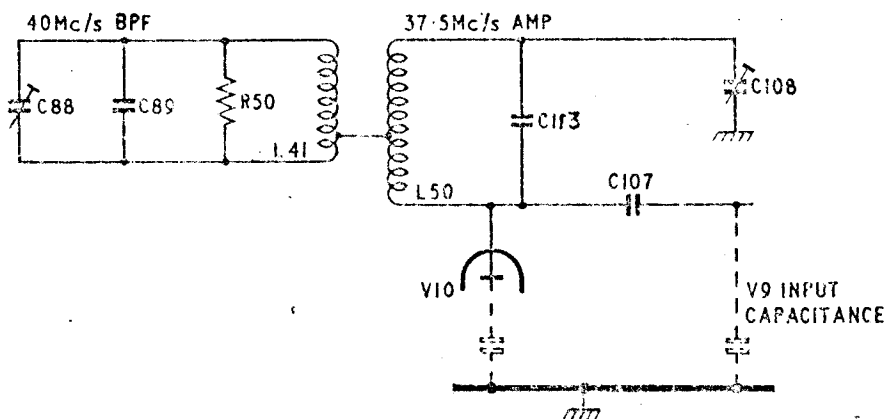 40Mc/s BPF
37·5Mc/s AMP
C88
C89
R50
L41
L50
C113
C108
C107
V10
V9 INPUT
CAPACITANCE